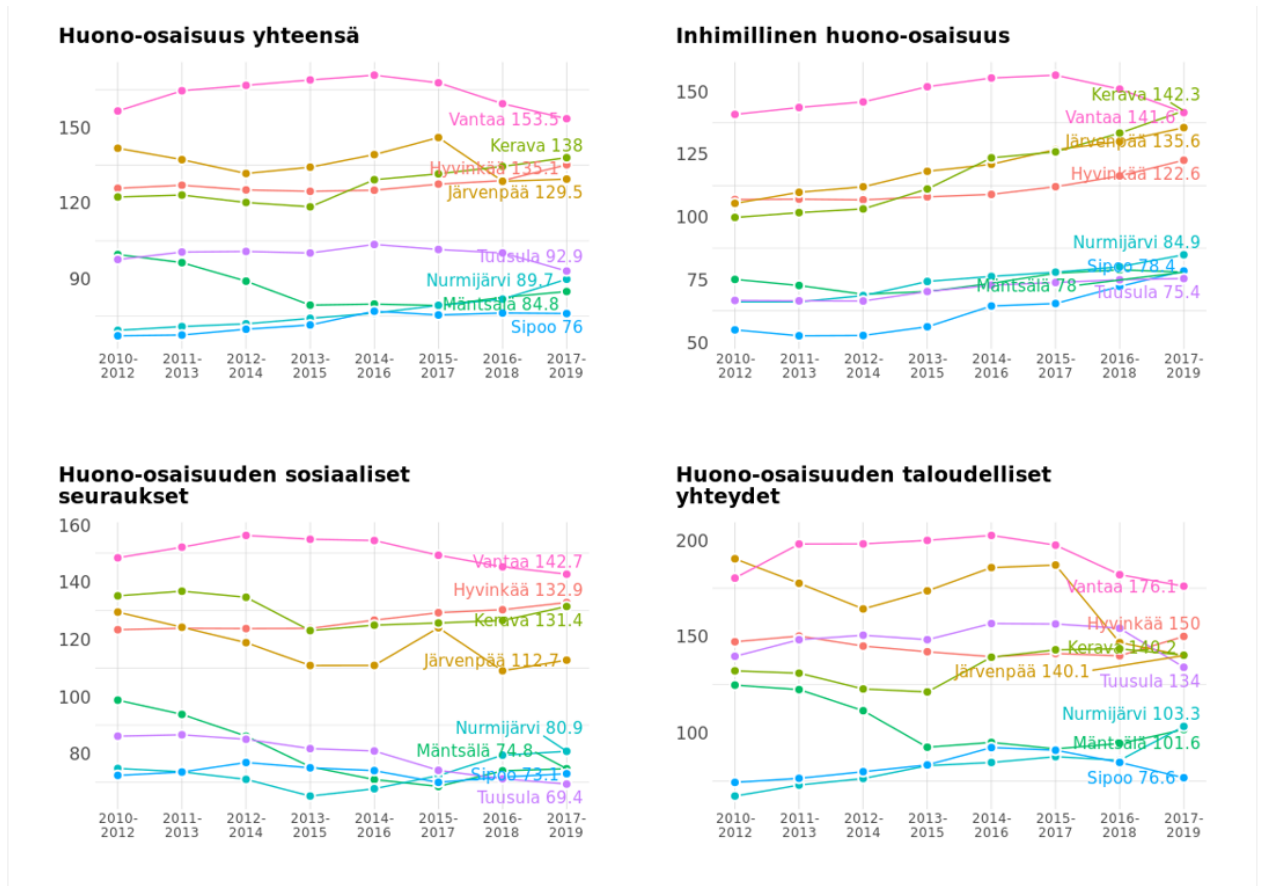 Huono-osaisuus yhteensä
150
120
90
Vantaa 153.5
Kerava 138
Hyvinkää 135.1
Järvenpää 129.5
Tuusula 92.9
Nurmijärvi 89.7
Mäntsälä 84.8
Sipoo 76
2010-2012
2011-2013
2012-2014
2013-2015
2014-2016
2015-2017
2016-2018
2017-2019
Inhimillinen huono-osaisuus
150
125
100
75
50
Kerava 142.3
Vantaa 141.6
Järvenpää 135.6
Hyvinkää 122.6
Nurmijärvi 84.9
Sipoo 78.4
Mäntsälä 78
Tuusula 75.4
2010-2012
2011-2013
2012-2014
2013-2015
2014-2016
2015-2017
2016-2018
2017-2019
Huono-osaisuuden sosiaaliset
seuraukset
160
140
120
100
80
Vantaa 142.7
Hyvinkää 132.9
Kerava 131.4
Järvenpää 112.7
Nurmijärvi 80.9
Mäntsälä 74.8
Sipoo 73.1
Tuusula 69.4
2010-2012
2011-2013
2012-2014
2013-2015
2014-2016
2015-2017
2016-2018
2017-2019
Huono-osaisuuden taloudelliset
yhteydet
200
150
100
Vantaa 176.1
Hyvinkää 150
Kerava 140.2
Järvenpää 140.1
Tuusula 134
Nurmijärvi 103.3
Mäntsälä 101.6
Sipoo 76.6
2010-2012
2011-2013
2012-2014
2013-2015
2014-2016
2015-2017
2016-2018
2017-2019